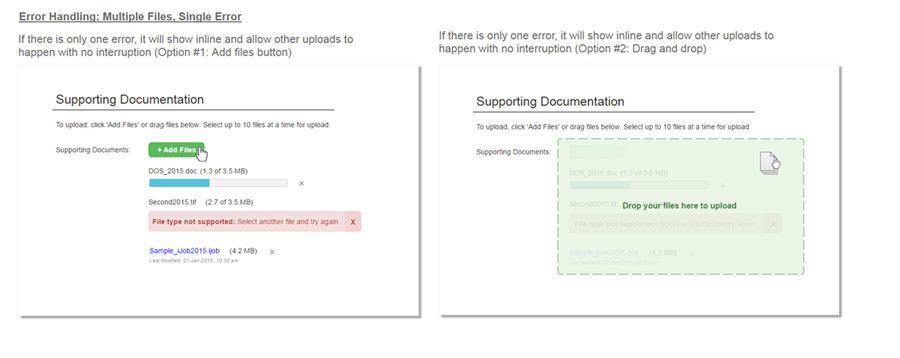 Error Handling: Multiple Files, Single Error
If there is only one error, it will show inline and allow other uploads to
happen with no interruption (Option #1: Add files button)
Supporting Documentation
To upload, click 'Add Files' or drag files below. Select up to 10 files at a time for upload.
Supporting Documents:
+ Add Files
DOS_2015.doc (1.3 of 3.5 MB)
×
Second2015.tif (2.7 of 3.5 MB)
File type not supported: Select another file and try again X
Sample_iJob2015.ijob (4.2 MB) ×
Last Modified: 07-Jan-2015, 10:30 am
If there is only one error, it will show inline and allow other uploads to
happen with no interruption (Option #2: Drag and drop)
Supporting Documentation
To upload, click 'Add Files' or drag files below. Select up to 10 files at a time for upload.
Supporting Documents:
DOS_2015.doc (1.3 of 3.5 MB)
×
Second2015.tif
Drop your files here to upload
File type not supported:
(4.2 MB) ×